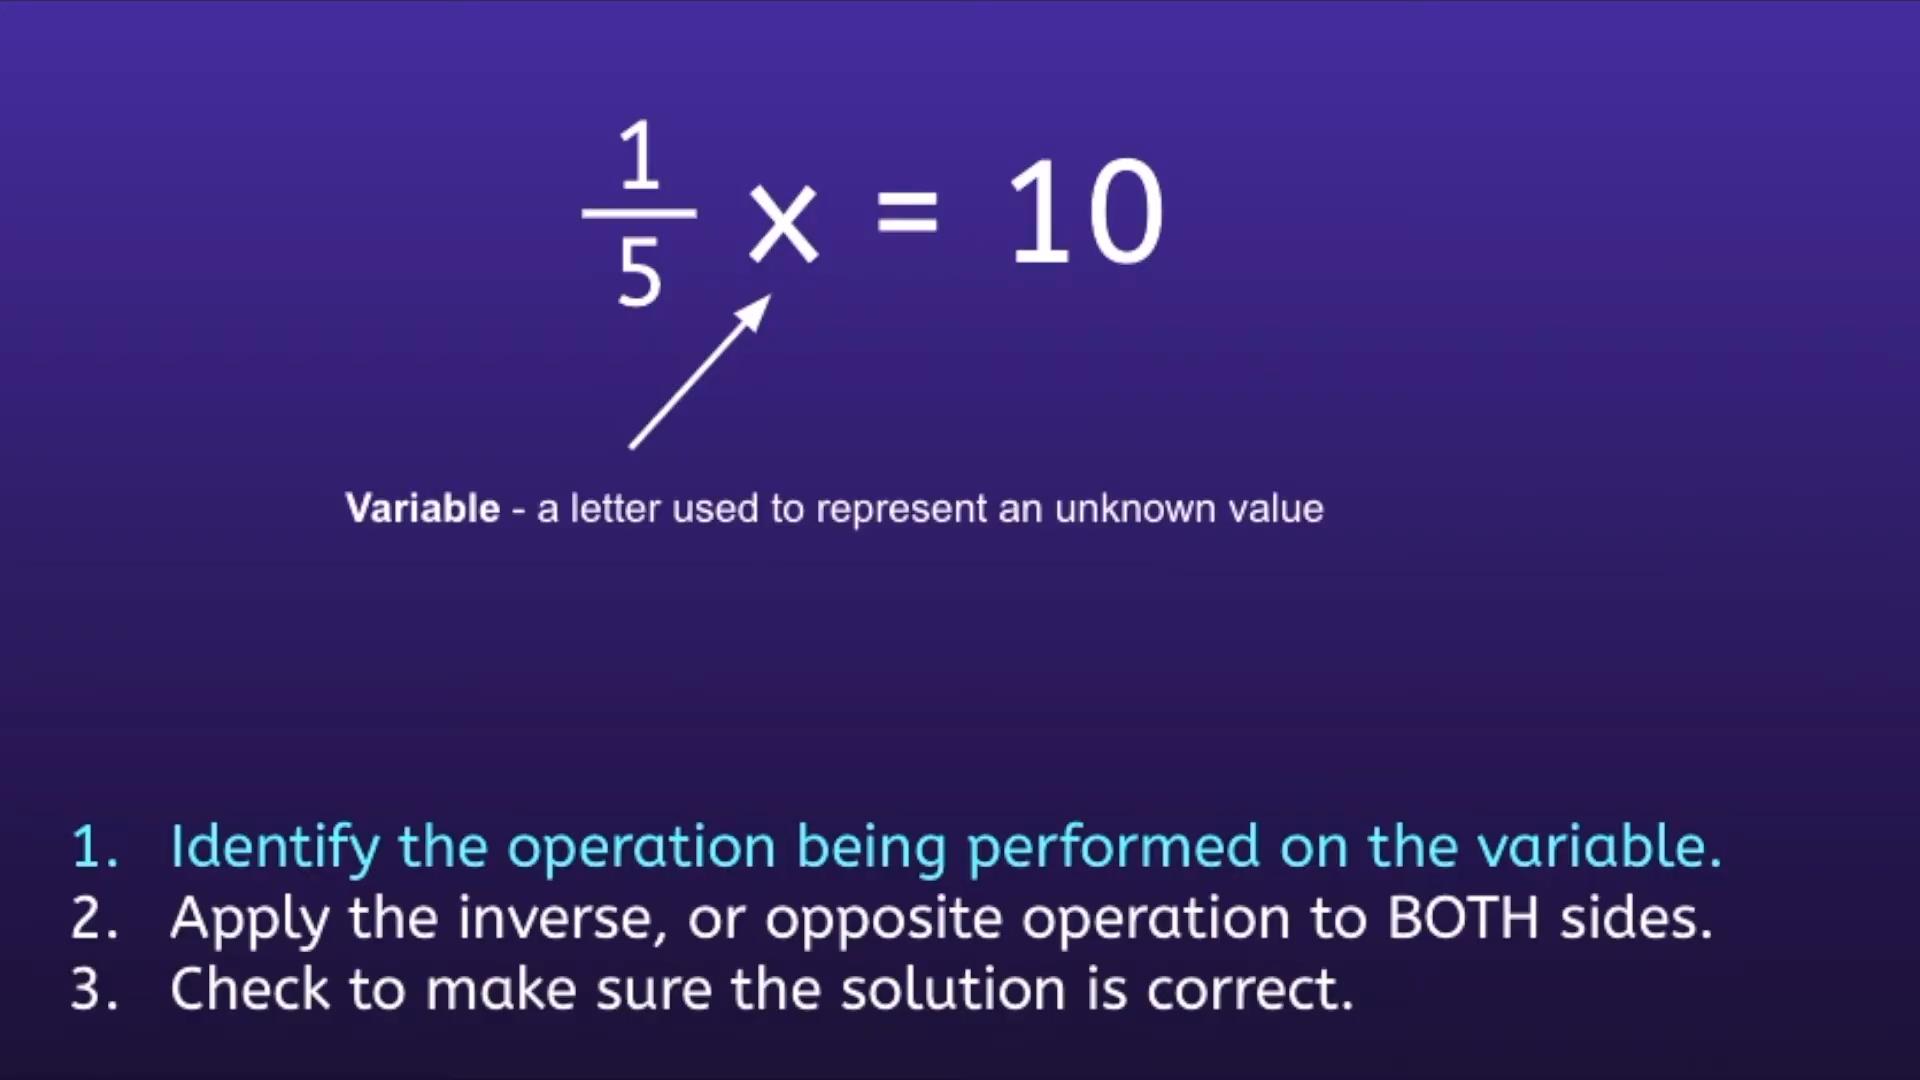 1/5 x = 10
Variable - a letter used to represent an unknown value
1. Identify the operation being performed on the variable.
2. Apply the inverse, or opposite operation to BOTH sides.
3. Check to make sure the solution is correct.